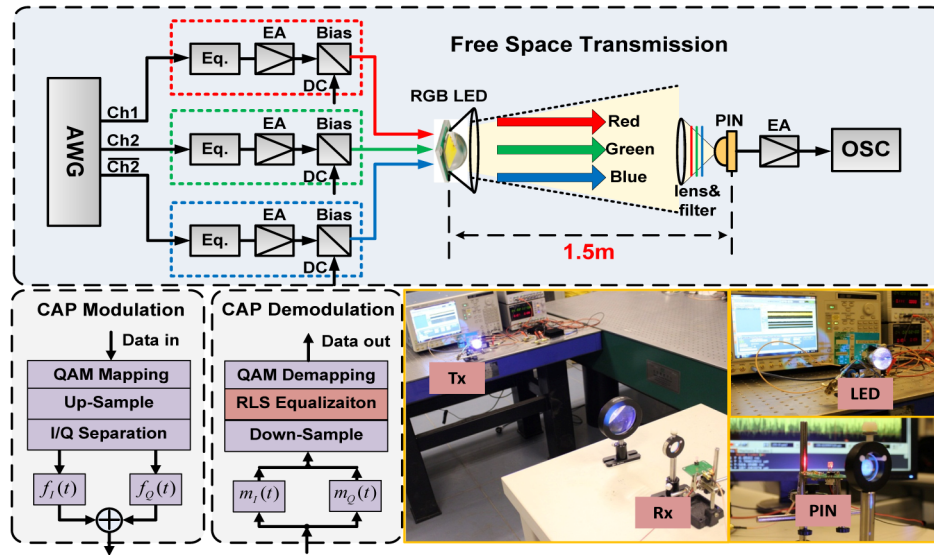 Free Space Transmission
AWG
Ch1
Ch2
Ch2
Eq.
EA
Bias
DC
Eq.
EA
Bias
DC
Eq.
EA
Bias
DC
RGB LED
Red
Green
Blue
lens&
filter
PIN
EA
OSC
1.5m
CAP Modulation
Data in
QAM Mapping
Up-Sample
I/Q Separation
f_I(t)
f_Q(t)
CAP Demodulation
Data out
QAM Demapping
RLS Equalizaiton
Down-Sample
m_I(t)
m_Q(t)
Tx
Rx
LED
PIN